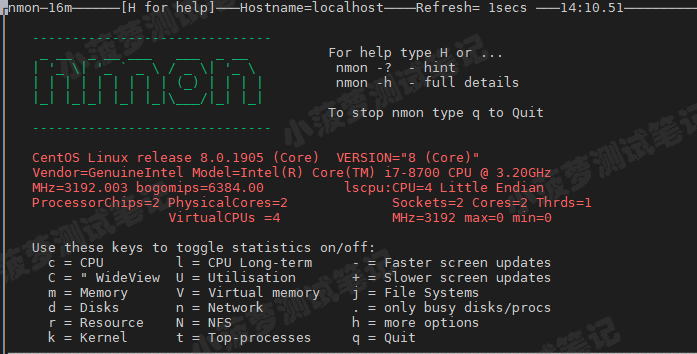 nmon─16m──────[H for help]───Hostname=localhost────Refresh= 1secs ───14:10.51────
nmon
For help type H or ...
nmon -?  - hint
nmon -h  - full details
To stop nmon type q to Quit
CentOS Linux release 8.0.1905 (Core)  VERSION="8 (Core)"
Vendor=GenuineIntel Model=Intel(R) Core(TM) i7-8700 CPU @ 3.20GHz
MHz=3192.003 bogomips=6384.00          lscpu:CPU=4 Little Endian
ProcessorChips=2 PhysicalCores=2                Sockets=2 Cores=2 Thrds=1
VirtualCPUs =4              MHz=3192 max=0 min=0
Use these keys to toggle statistics on/off:
c = CPU         l = CPU Long-term    - = Faster screen updates
C = " WideView  U = Utilisation      + = Slower screen updates
m = Memory      V = Virtual memory   j = File Systems
d = Disks       n = Network          . = only busy disks/procs
r = Resource    N = NFS              h = more options
k = Kernel      t = Top-processes    q = Quit
小菠萝测试笔记